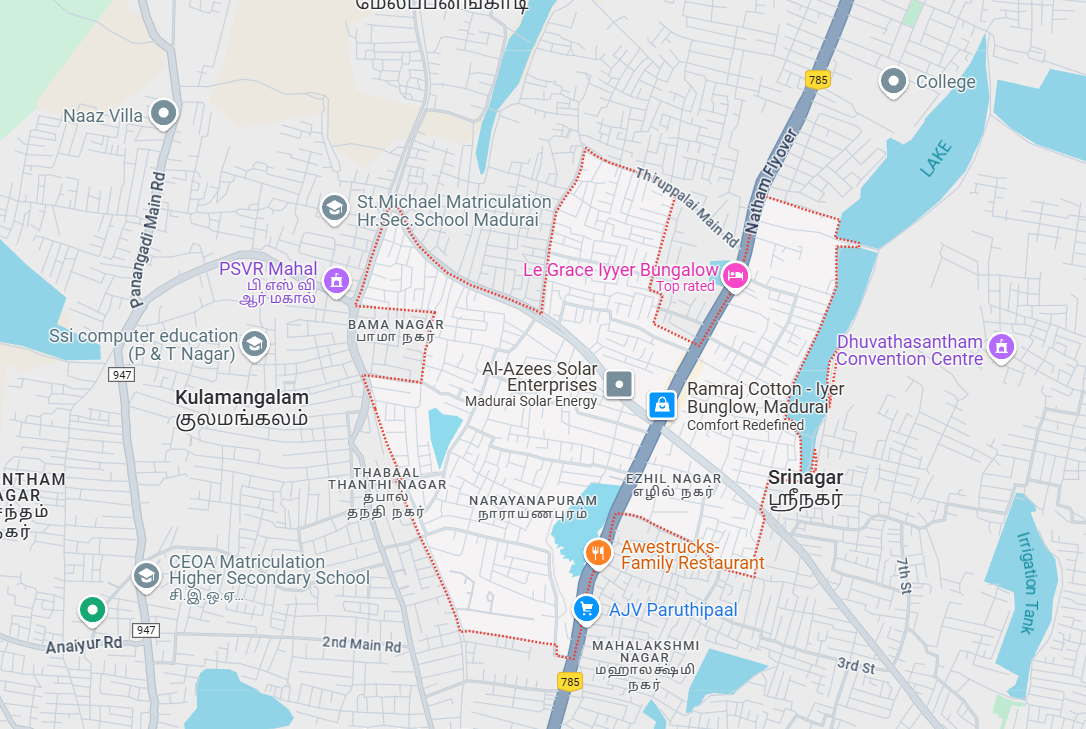 மேலப்பனங்காடி
785
College
Naaz Villa
LAKE
Natham Flyover
Thiruppalai Main Rd
Panangadi Main Rd
St.Michael Matriculation
Hr.Sec.School Madurai
PSVR Mahal
பி எஸ் வி
ஆர் மகால்
Le Grace Iyyer Bungalow
Top rated
BAMA NAGAR
பாமா நகர்
Ssi computer education
(P & T Nagar)
Dhuvathasantham
Convention Centre
947
Al-Azees Solar
Enterprises
Madurai Solar Energy
Ramraj Cotton - Iyer
Bunglow, Madurai
Comfort Redefined
Kulamangalam
குலமங்கலம்
THABAAL
THANTHI NAGAR
தபால்
தந்தி நகர்
EZHIL NAGAR
எழில் நகர்
Srinagar
ஸ்ரீநகர்
NARAYANAPURAM
நாராயணபுரம்
NTHAM
AGAR
ந்தம்
நகர்
Awestrucks-
Family Restaurant
CEOA Matriculation
Higher Secondary School
சி.இ.ஓ.ஏ...
7th St
Irrigation Tank
AJV Paruthipaal
947
Anaiyur Rd
2nd Main Rd
MAHALAKSHMI
NAGAR
மஹாலக்ஷ்மி
நகர்
3rd St
785